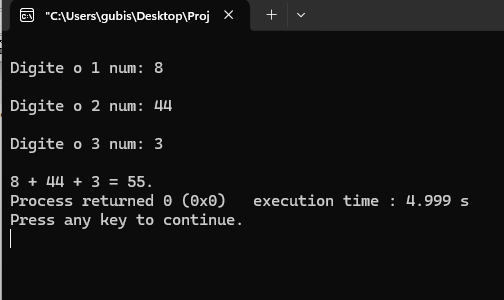 "C:\Users\gubis\Desktop\Proj
Digite o 1 num: 8
Digite o 2 num: 44
Digite o 3 num: 3
8 + 44 + 3 = 55.
Process returned 0 (0x0)   execution time : 4.999 s
Press any key to continue.